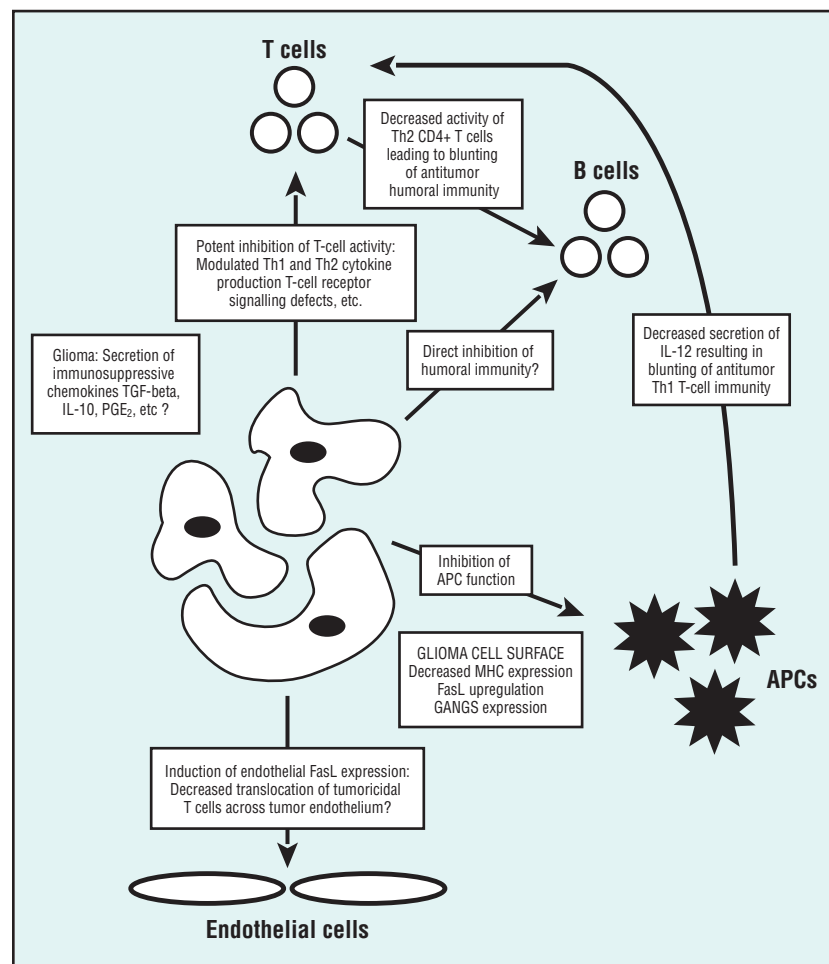 T cells
Decreased activity of
Th2 CD4+ T cells
leading to blunting
of antitumor
humoral immunity
B cells
Potent inhibition of T-cell activity:
Modulated Th1 and Th2 cytokine
production T-cell receptor
signalling defects, etc.
Glioma: Secretion of
immunosuppressive
chemokines TGF-beta,
IL-10, PGE₂, etc ?
Direct inhibition of
humoral immunity?
Decreased secretion of
IL-12 resulting in
blunting of antitumor
Th1 T-cell immunity
Inhibition of
APC function
GLIOMA CELL SURFACE
Decreased MHC expression
FasL upregulation
GANGS expression
APCs
Induction of endothelial FasL expression:
Decreased translocation of tumoricidal
T cells across tumor endothelium?
Endothelial cells